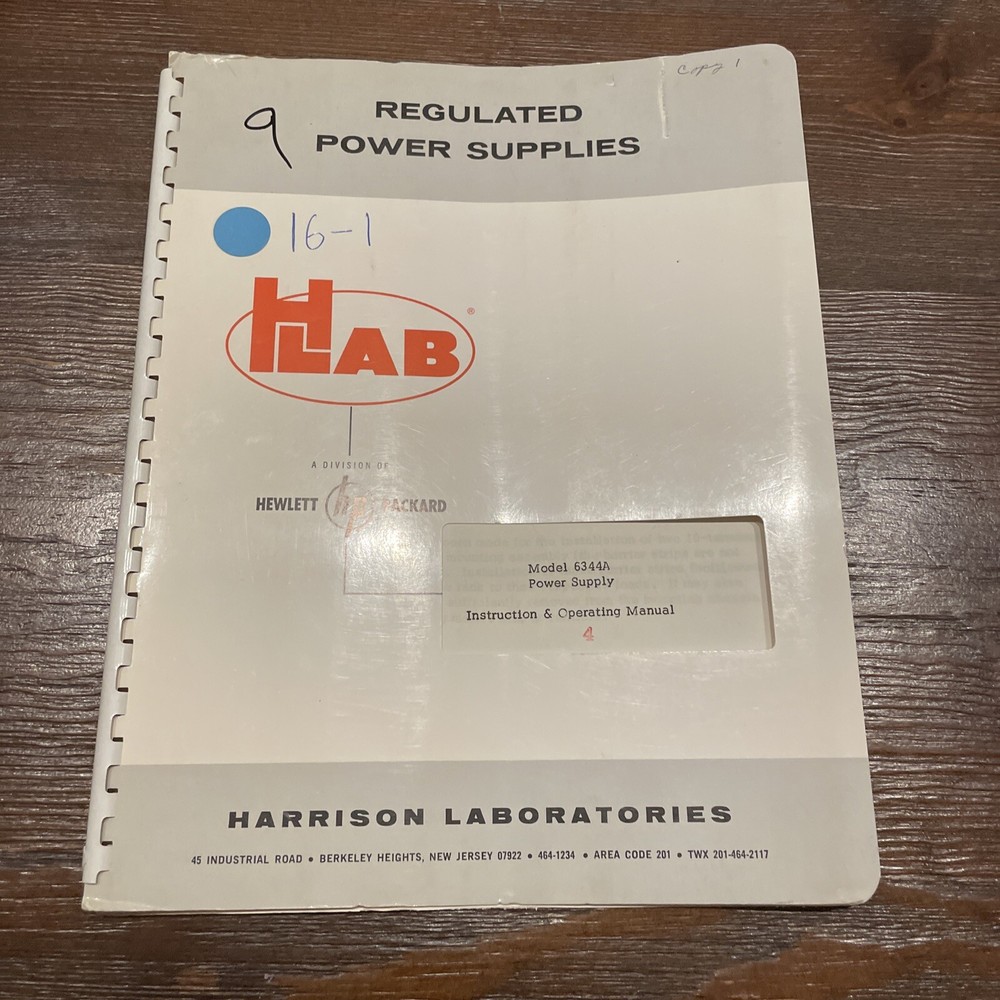 Copy 1
REGULATED
POWER SUPPLIES
9
16-1
HLAB ®
A DIVISION OF
HEWLETT hp PACKARD
Model 6344A
Power Supply
Instruction & Operating Manual
4
HARRISON LABORATORIES
45 INDUSTRIAL ROAD • BERKELEY HEIGHTS, NEW JERSEY 07922 • 464-1234 • AREA CODE 201 • TWX 201-464-2117